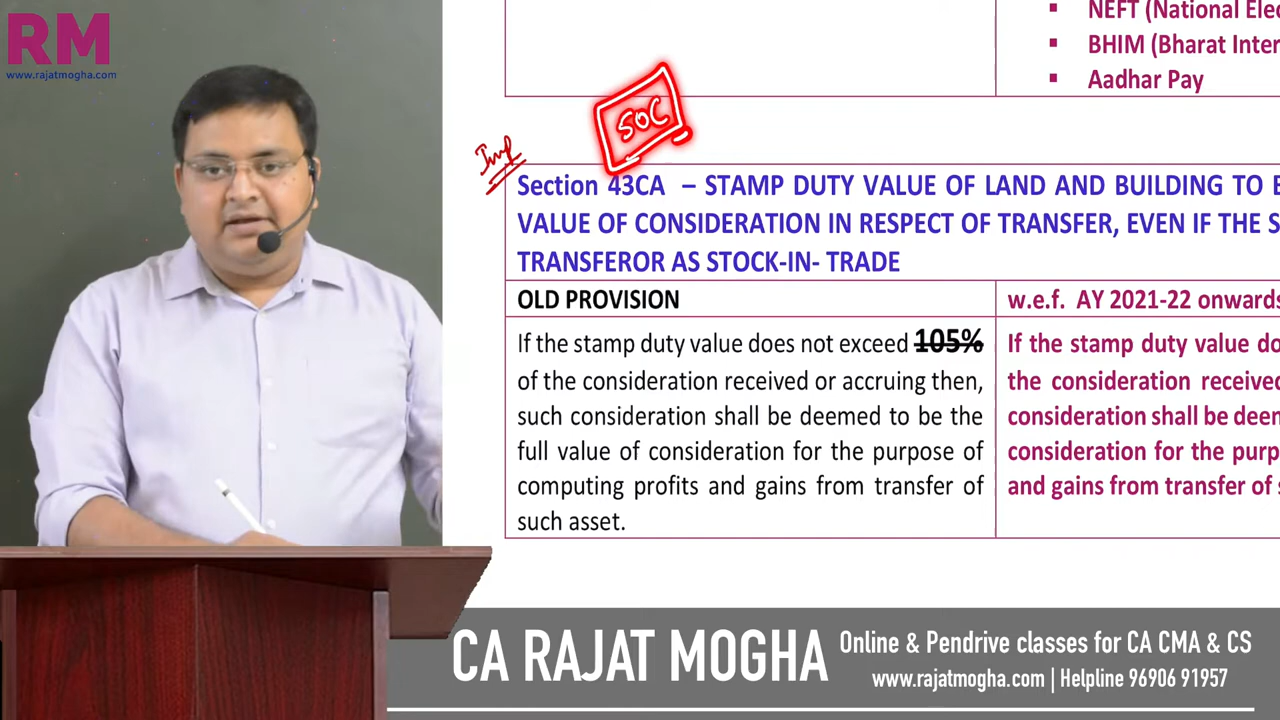 RM
www.rajatmogha.com
NEFT (National Elec
BHIM (Bharat Inter
Aadhar Pay
SOC
Imp
Section 43CA – STAMP DUTY VALUE OF LAND AND BUILDING TO B
VALUE OF CONSIDERATION IN RESPECT OF TRANSFER, EVEN IF THE S
TRANSFEROR AS STOCK-IN- TRADE
OLD PROVISION
If the stamp duty value does not exceed 105%
of the consideration received or accruing then,
such consideration shall be deemed to be the
full value of consideration for the purpose of
computing profits and gains from transfer of
such asset.
w.e.f. AY 2021-22 onwards
If the stamp duty value do
the consideration received
consideration shall be deem
consideration for the purp
and gains from transfer of s
CA RAJAT MOGHA
Online & Pendrive classes for CA CMA & CS
www.rajatmogha.com | Helpline 96906 91957